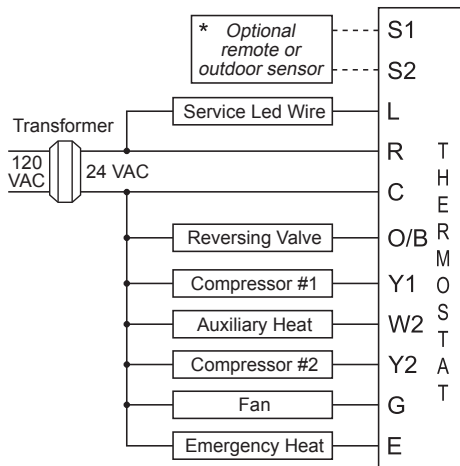 * Optional
remote or
outdoor sensor
S1
S2
Service Led Wire
L
Transformer
120
VAC
24 VAC
R
C
Reversing Valve
O/B
Compressor #1
Y1
Auxiliary Heat
W2
Compressor #2
Y2
Fan
G
Emergency Heat
E
THERMOSTAT